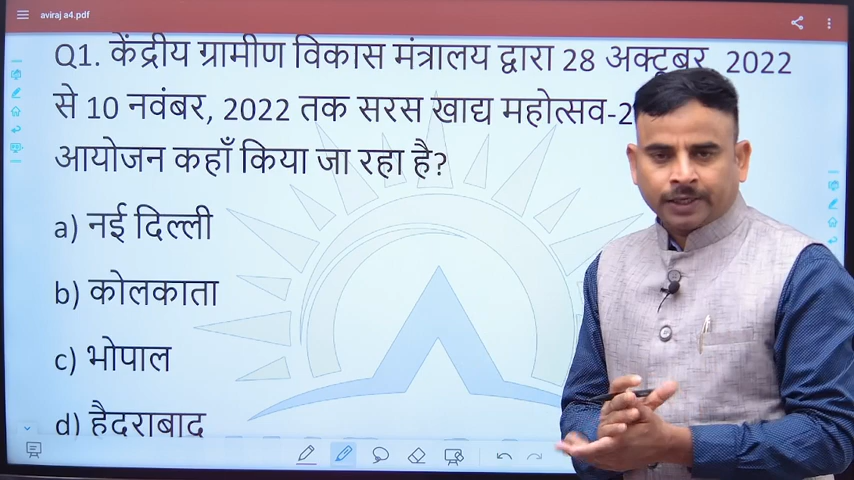 aviraj a4.pdf
Q1. केंद्रीय ग्रामीण विकास मंत्रालय द्वारा 28 अक्टूबर, 2022
से 10 नवंबर, 2022 तक सरस खाद्य महोत्सव-2
आयोजन कहाँ किया जा रहा है?
a) नई दिल्ली
b) कोलकाता
c) भोपाल
d) हैदराबाद